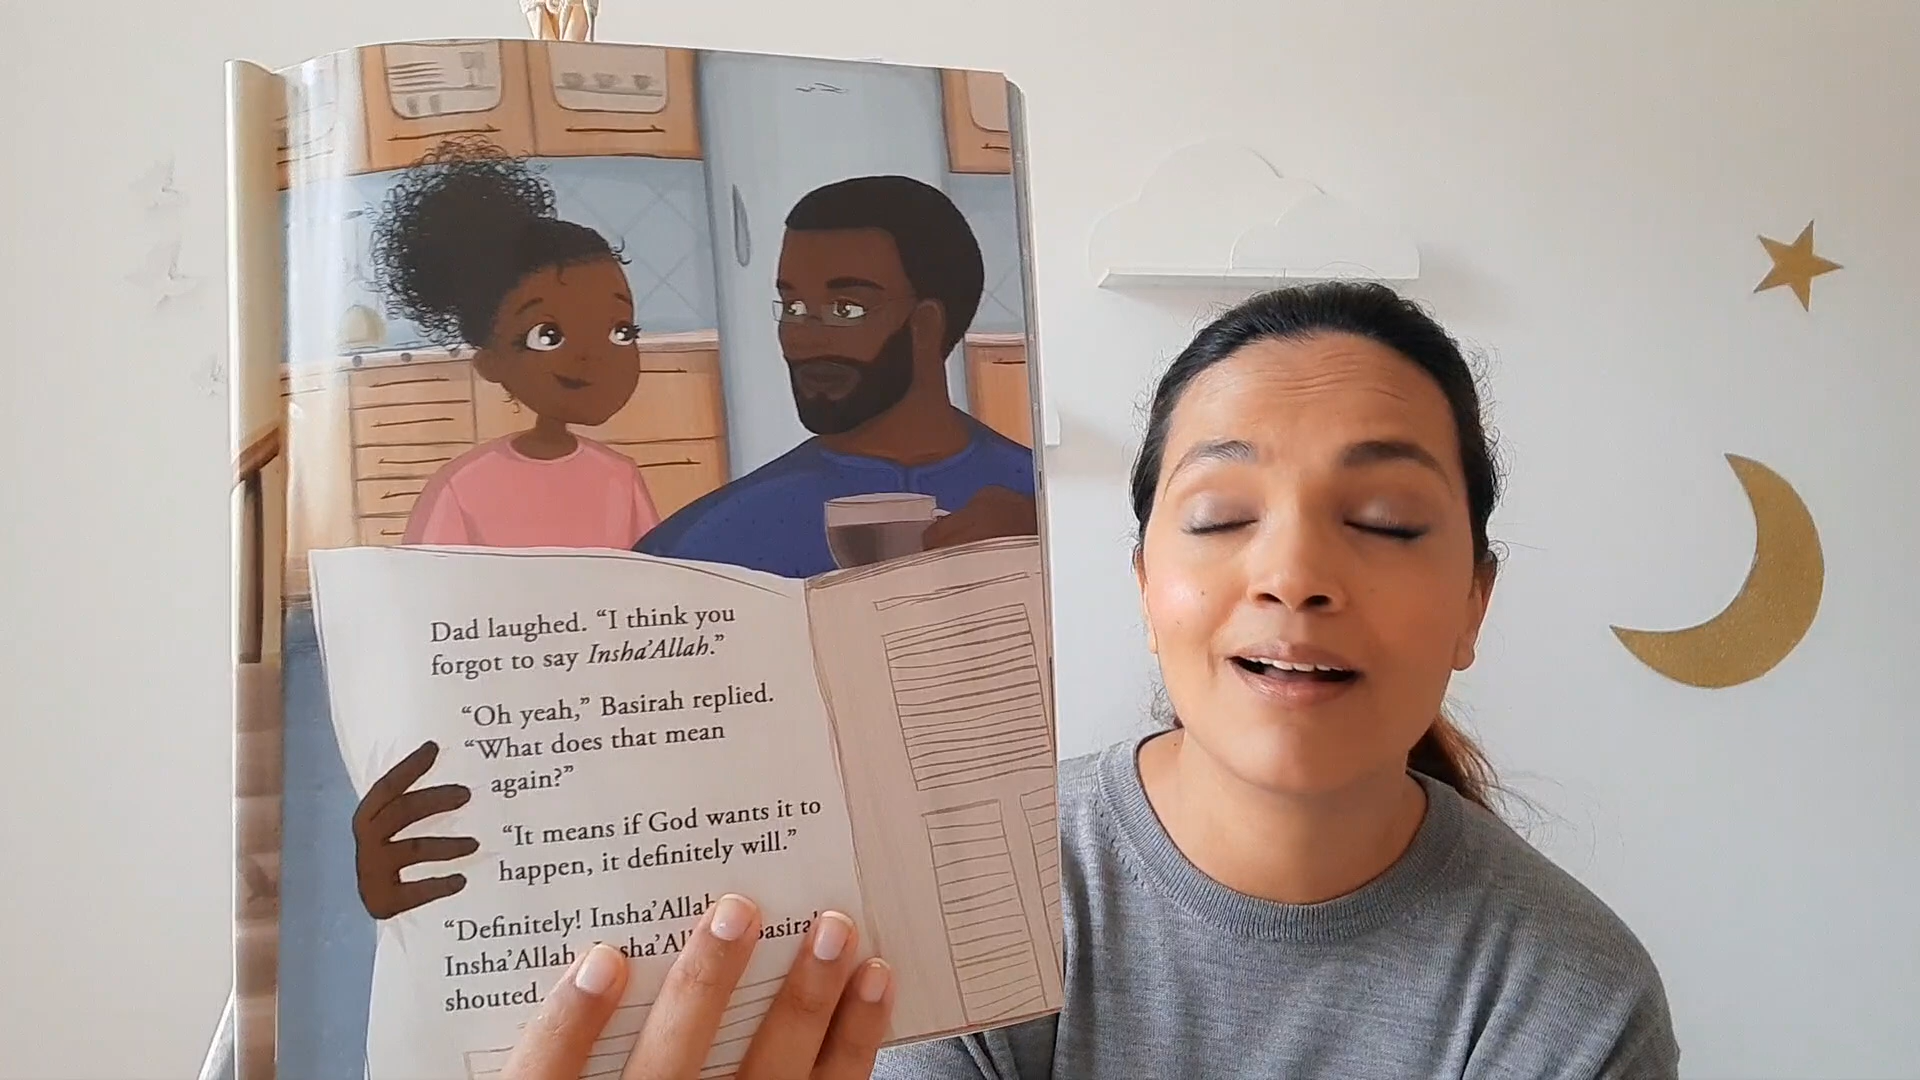 Dad laughed. “I think you
forgot to say Insha’Allah.”
“Oh yeah,” Basirah replied.
“What does that mean
again?”
“It means if God wants it to
happen, it definitely will.”
“Definitely! Insha’Allah
Insha’Allah
shouted.